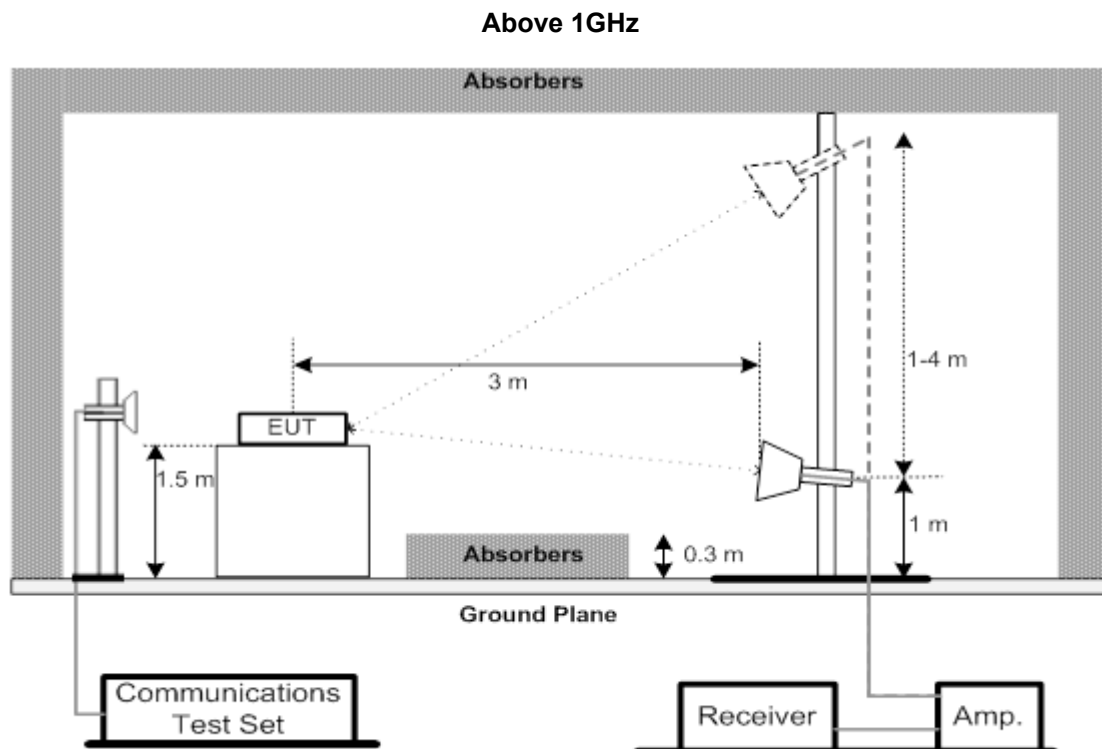 Above 1GHz
Absorbers
1-4 m
3 m
EUT
1.5 m
1 m
Absorbers
0.3 m
Ground Plane
Communications
Test Set
Receiver
Amp.